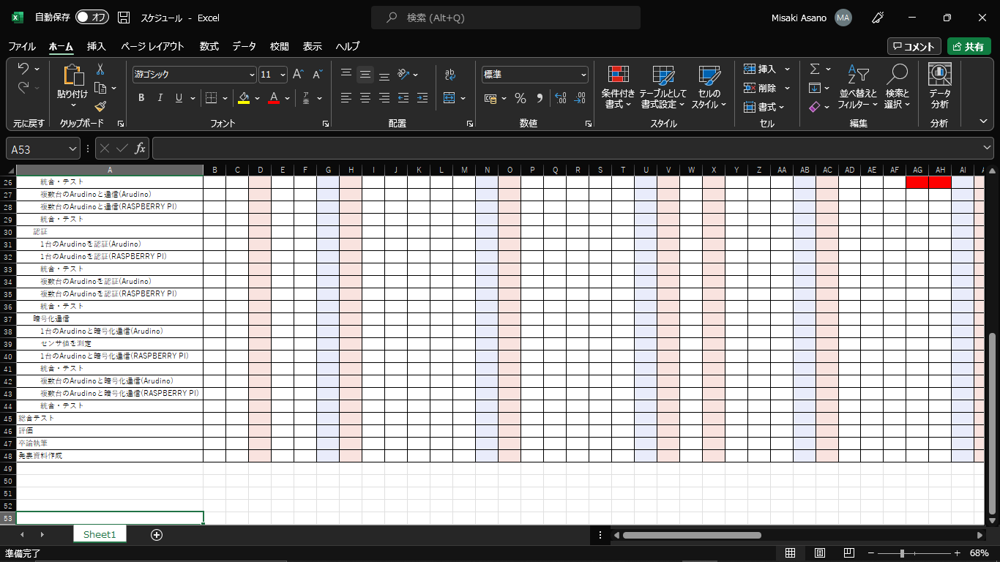 自動保存 オフ スケジュール - Excel 検索 (Alt+Q) Misaki Asano MA
ファイル ホーム 挿入 ページ レイアウト 数式 データ 校閲 表示 ヘルプ コメント 共有
貼り付け
游ゴシック 11
B I U A
ab
標準
条件付き書式
テーブルとして書式設定
セルのスタイル
挿入
削除
書式
並べ替えとフィルター
検索と選択
データ分析
元に戻す クリップボード フォント 配置 数値 スタイル セル 編集 分析
A53 fx
A B C D E F G H I J K L M N O P Q R S T U V W X Y Z AA AB AC AD AE AF AG AH AI
26 統合・テスト
27 複数台のArudinoと通信(Arudino)
28 複数台のArudinoと通信(RASPBERRY PI)
29 統合・テスト
30 認証
31 1台のArudinoを認証(Arudino)
32 1台のArudinoを認証(RASPBERRY PI)
33 統合・テスト
34 複数台のArudinoを認証(Arudino)
35 複数台のArudinoを認証(RASPBERRY PI)
36 統合・テスト
37 暗号化通信
38 1台のArudinoと暗号化通信(Arudino)
39 センサ値を測定
40 1台のArudinoと暗号化通信(RASPBERRY PI)
41 統合・テスト
42 複数台のArudinoと暗号化通信(Arudino)
43 複数台のArudinoと暗号化通信(RASPBERRY PI)
44 統合・テスト
45 総合テスト
46 評価
47 卒論執筆
48 発表資料作成
49
50
51
52
53
Sheet1
準備完了 68%